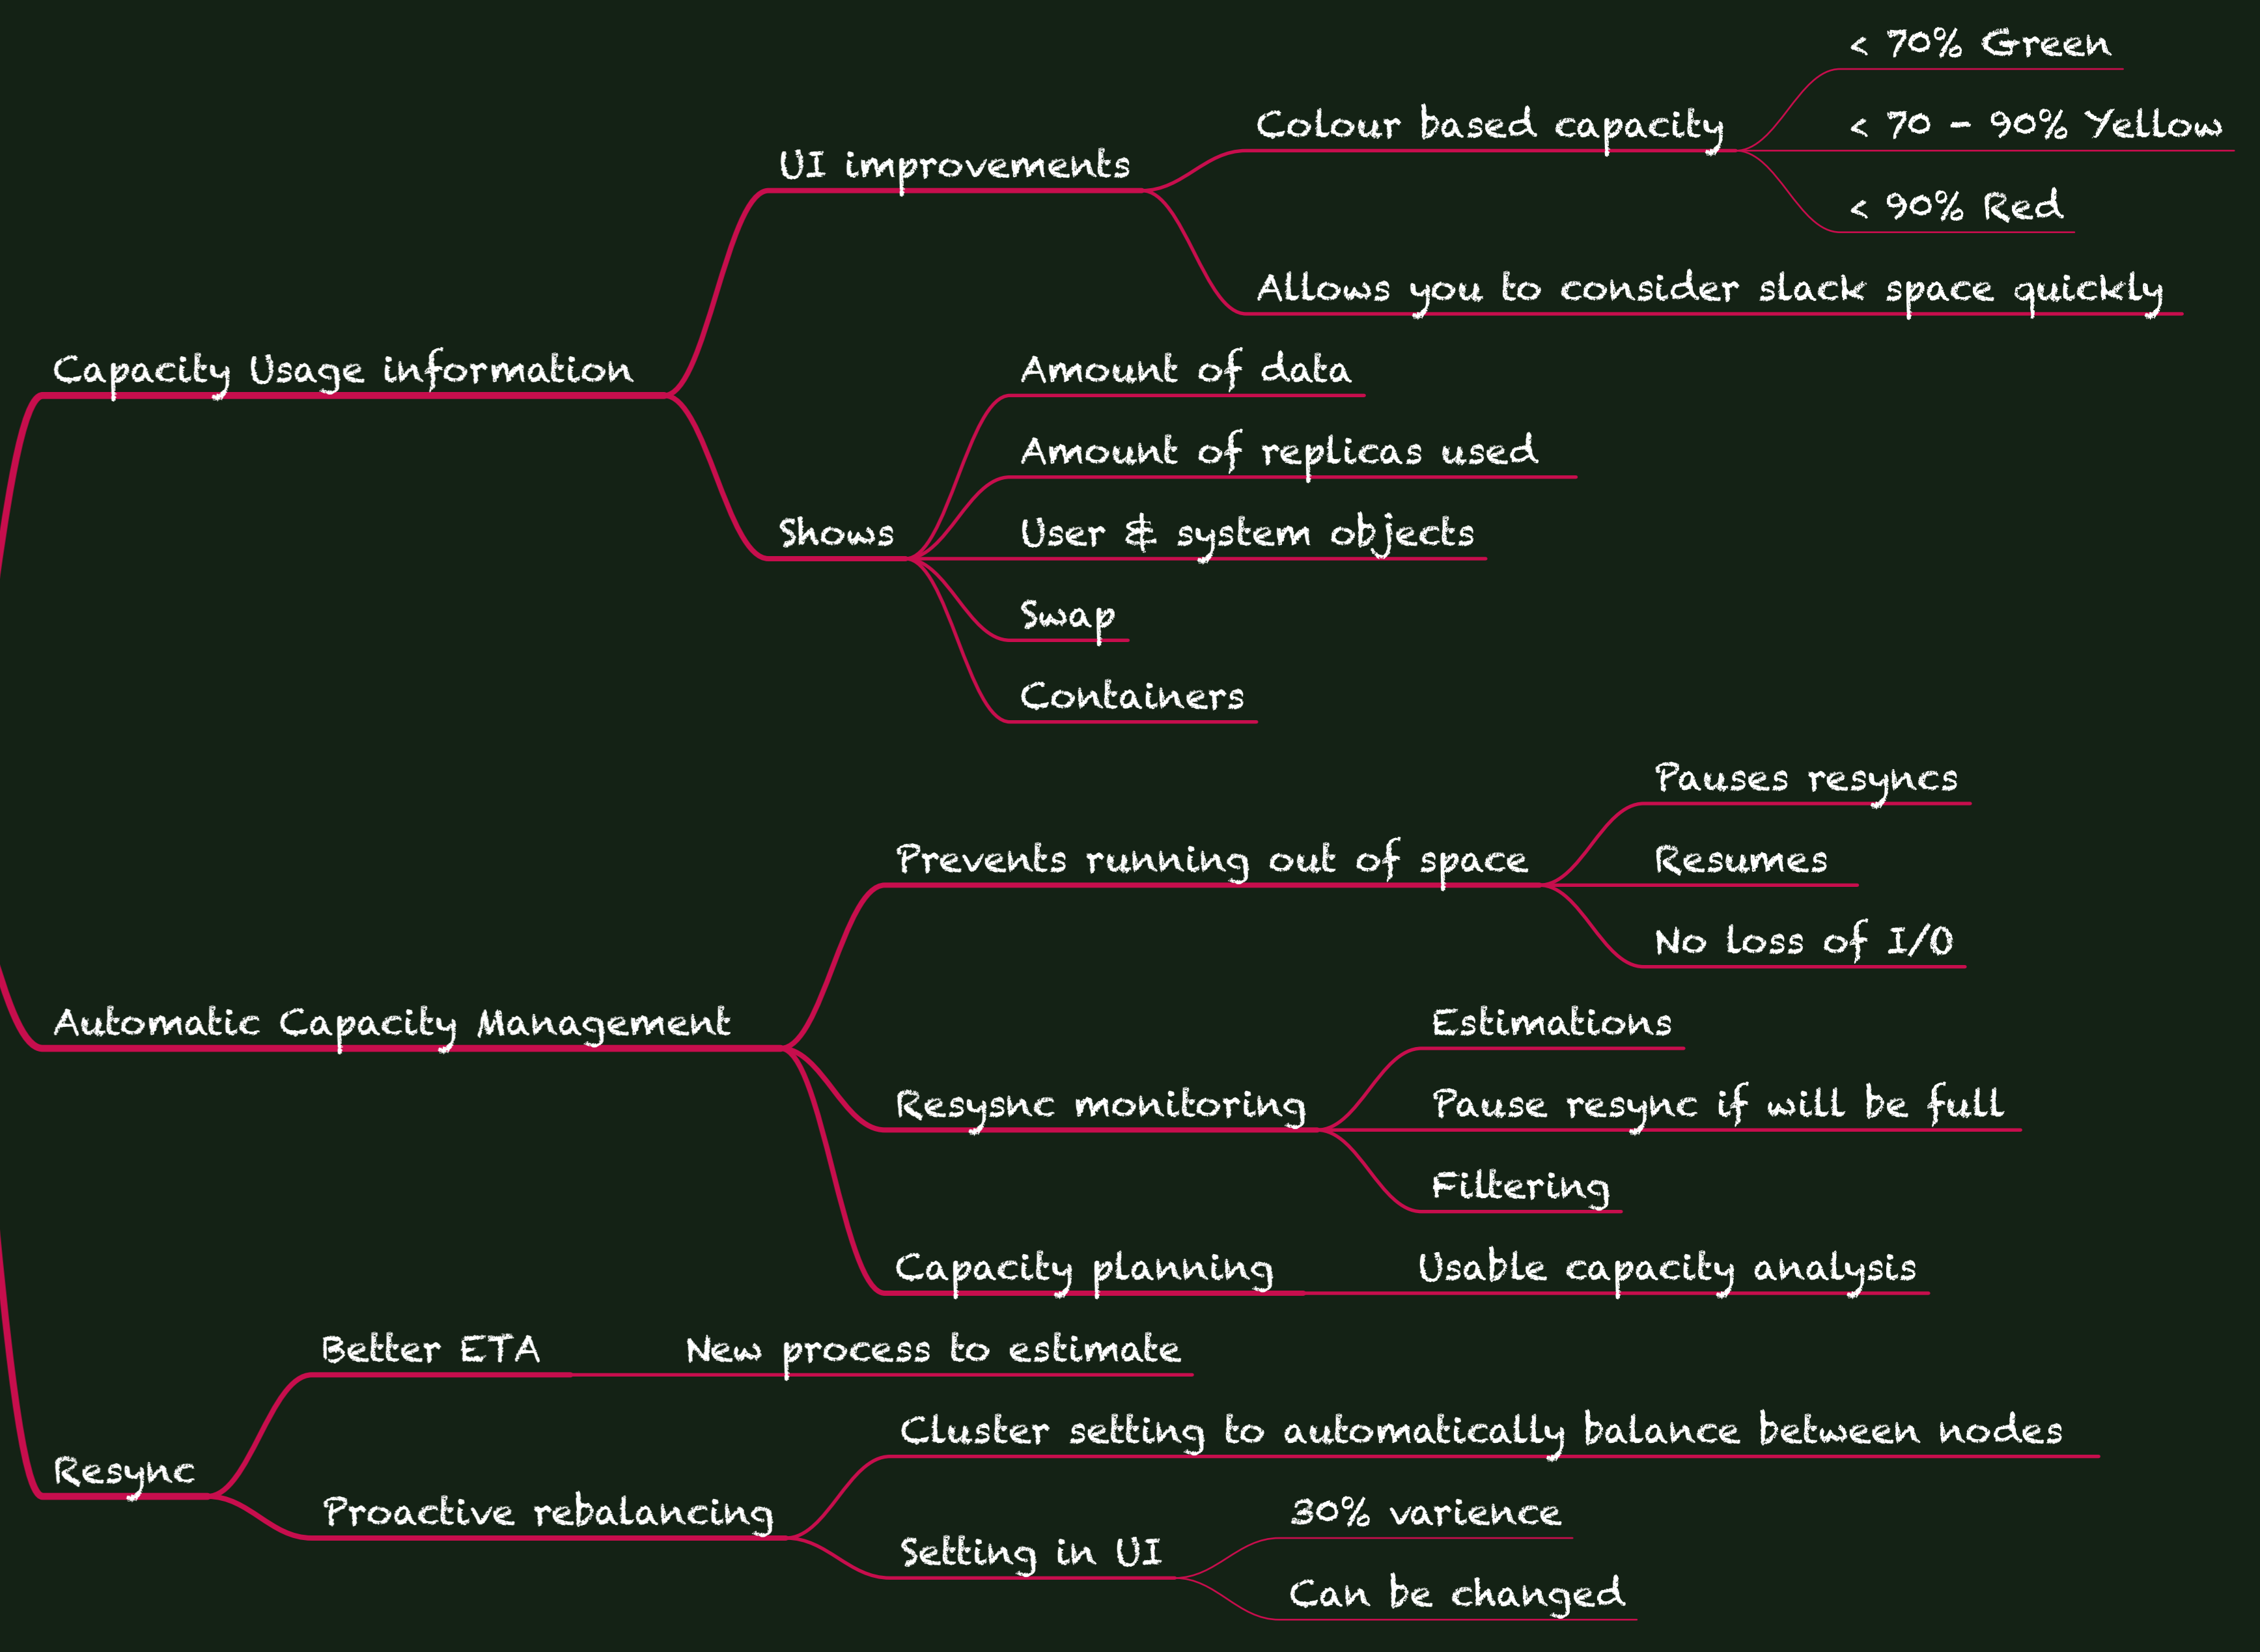 Capacity Usage information
UI improvements
Colour based capacity
< 70% Green
< 70 - 90% Yellow
< 90% Red
Allows you to consider slack space quickly
Shows
Amount of data
Amount of replicas used
User & system objects
Swap
Containers
Automatic Capacity Management
Prevents running out of space
Pauses resyncs
Resumes
No loss of I/O
Resysnc monitoring
Estimations
Pause resync if will be full
Filtering
Capacity planning
Usable capacity analysis
Resync
Better ETA
New process to estimate
Proactive rebalancing
Cluster setting to automatically balance between nodes
Setting in UI
30% varience
Can be changed